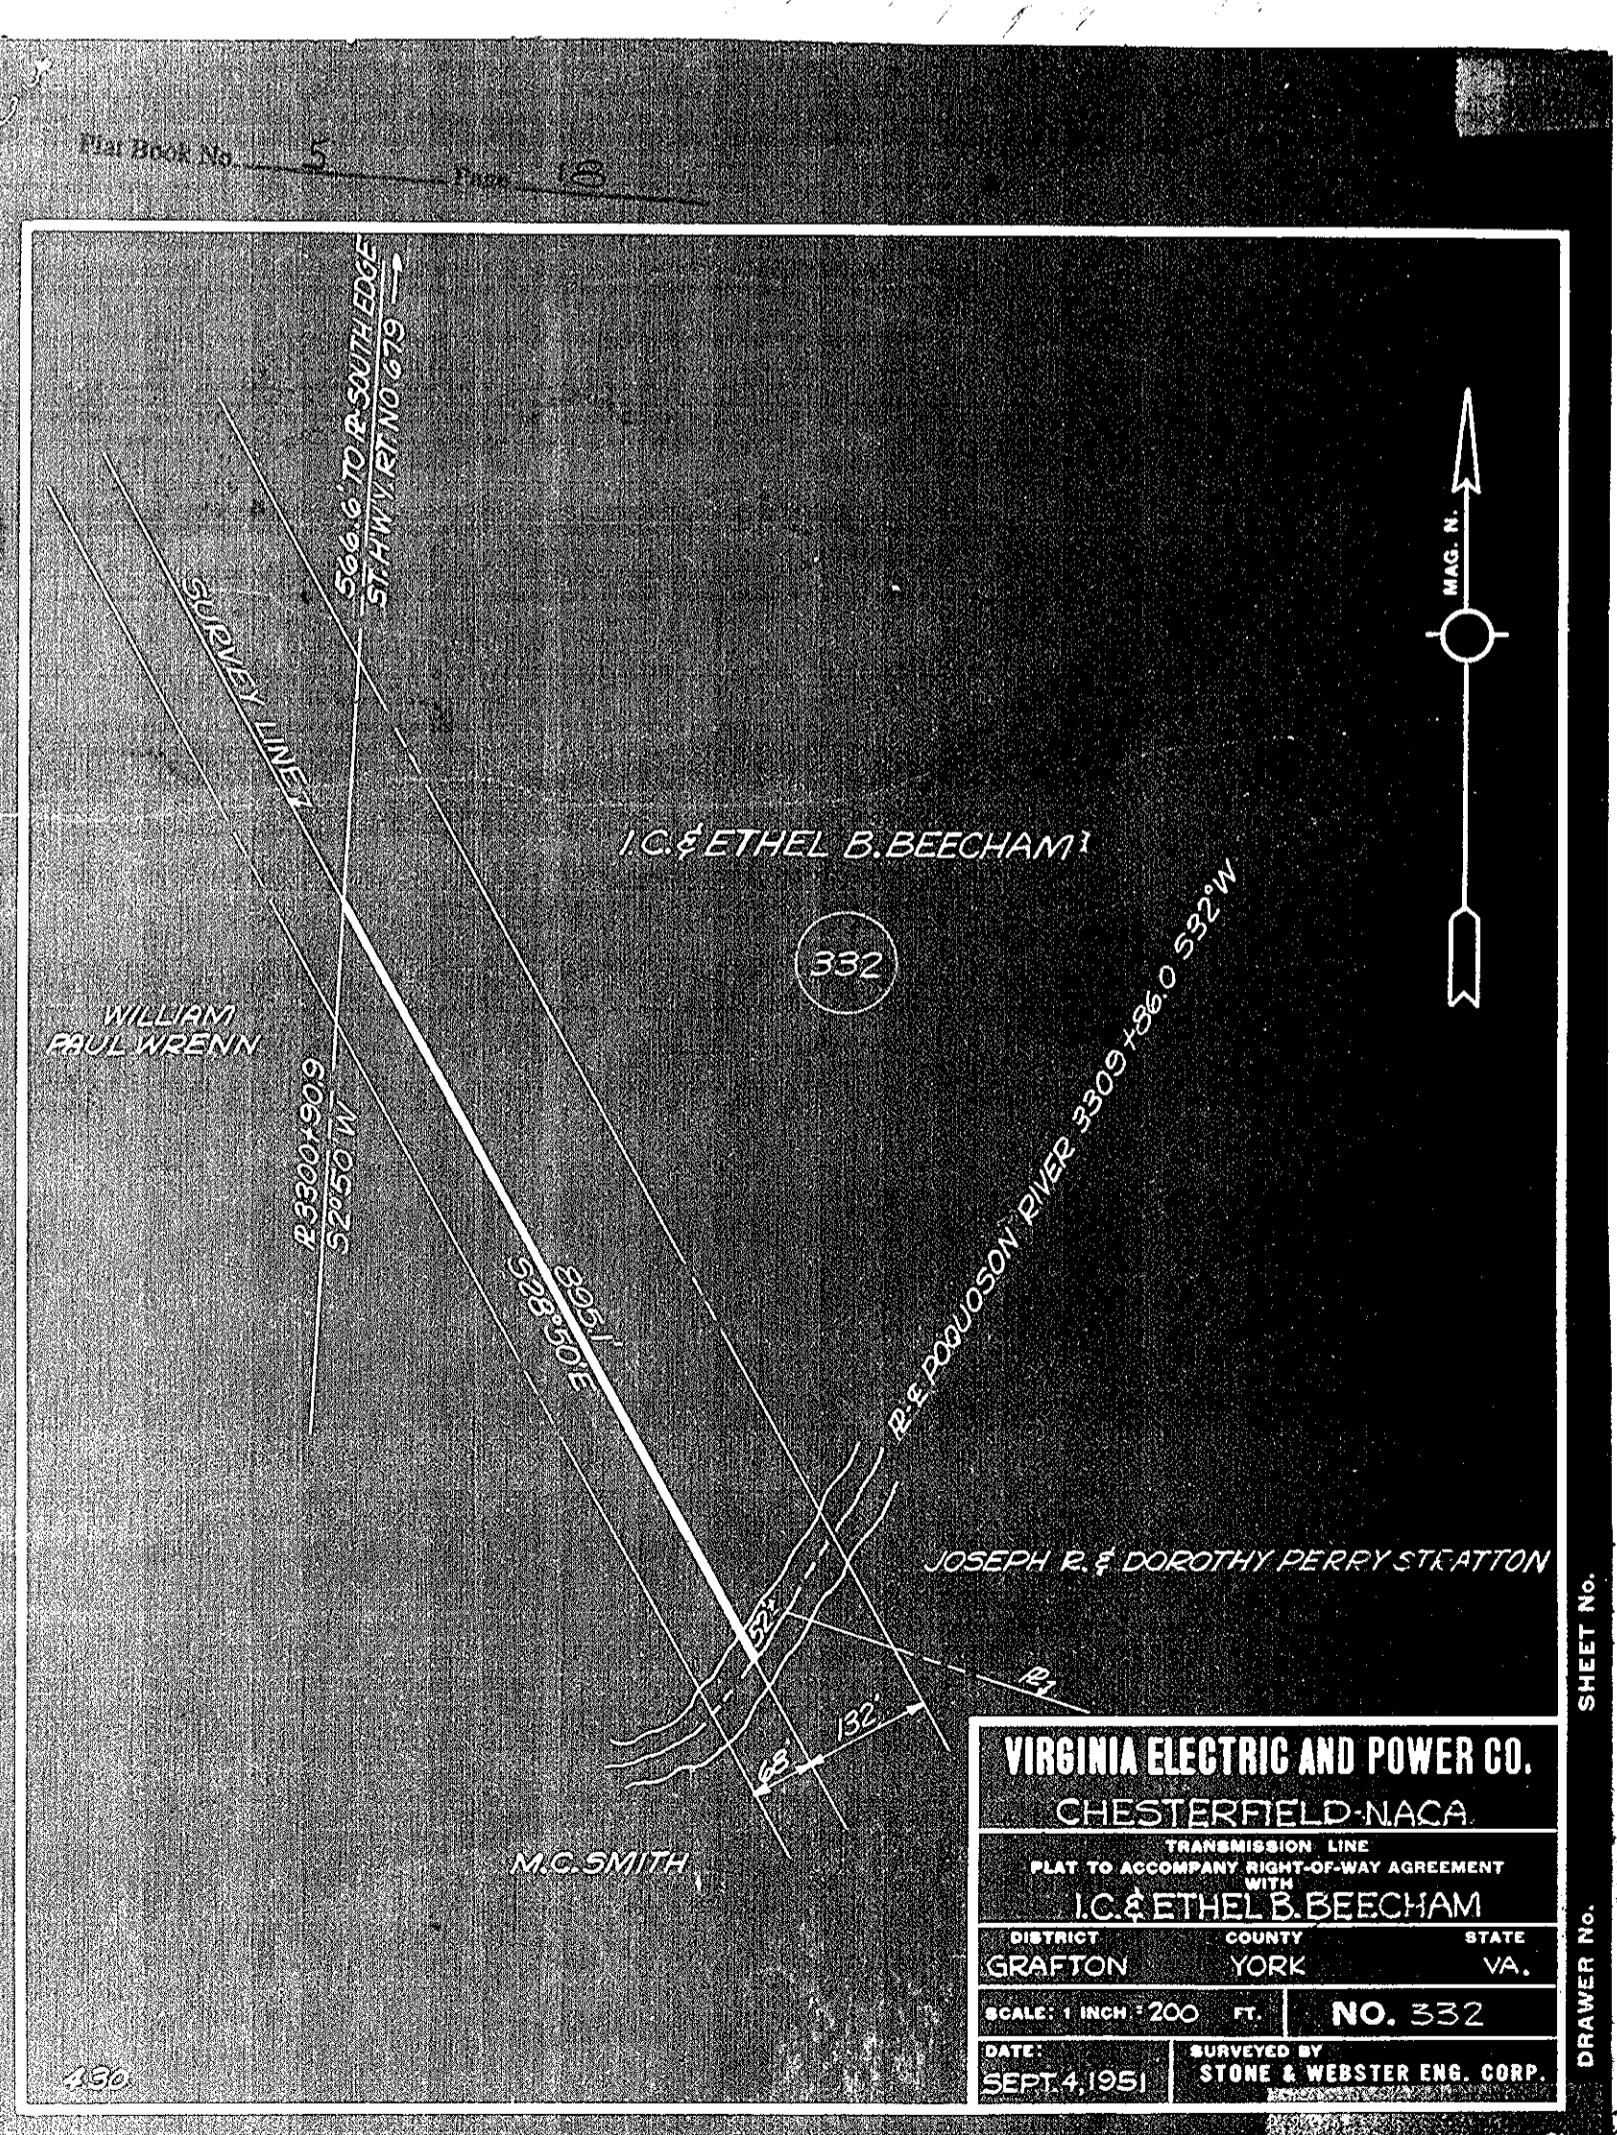 Plat Book No. 5 Page 18
566.6' TO ⅊ SOUTH EDGE
ST. HWY. RT. NO 679
SURVEY LINE
I.C. & ETHEL B. BEECHAM
332
MAG. N.
WILLIAM
PAUL WRENN
⅊ 3300+90.9
S2°50'W
895.1'
S28°50'E
⅊-℄ POQUOSON RIVER 3309+86.0 S32°W
JOSEPH R. & DOROTHY PERRY STRATTON
52'±
⅊
132'
68'
M.C. SMITH
VIRGINIA ELECTRIC AND POWER CO.
CHESTERFIELD-N.A.C.A.
TRANSMISSION LINE
PLAT TO ACCOMPANY RIGHT-OF-WAY AGREEMENT
WITH
I.C. & ETHEL B. BEECHAM
DISTRICT COUNTY STATE
GRAFTON YORK VA.
SCALE: 1 INCH = 200 FT. NO. 332
DATE: SURVEYED BY
SEPT. 4, 1951 STONE & WEBSTER ENG. CORP.
SHEET No.
DRAWER No.
430